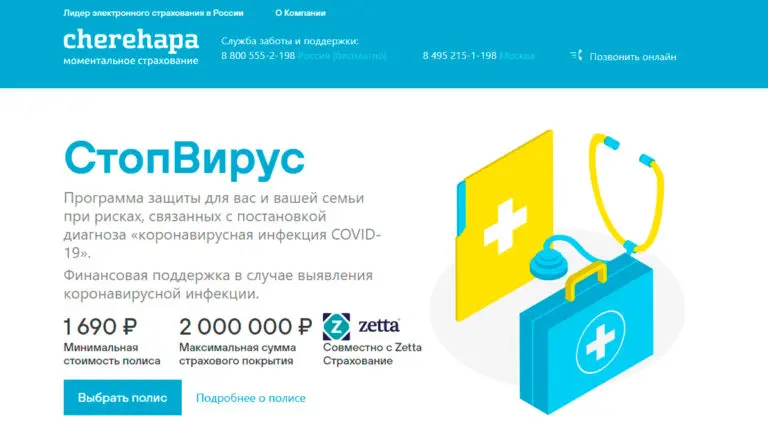 Лидер электронного страхования в России О Компании
cherehapa
моментальное страхование
Служба заботы и поддержки:
8 800 555-2-198 Россия (бесплатно)
8 495 215-1-198 Москва
Позвонить онлайн
СтопВирус
Программа защиты для вас и вашей семьи
при рисках, связанных с постановкой
диагноза «коронавирусная инфекция COVID-
19».
Финансовая поддержка в случае выявления
коронавирусной инфекции.
1 690 ₽
Минимальная
стоимость полиса
2 000 000 ₽
Максимальная сумма
страхового покрытия
Z zetta
Совместно с Zetta
Страхование
Выбрать полис
Подробнее о полисе